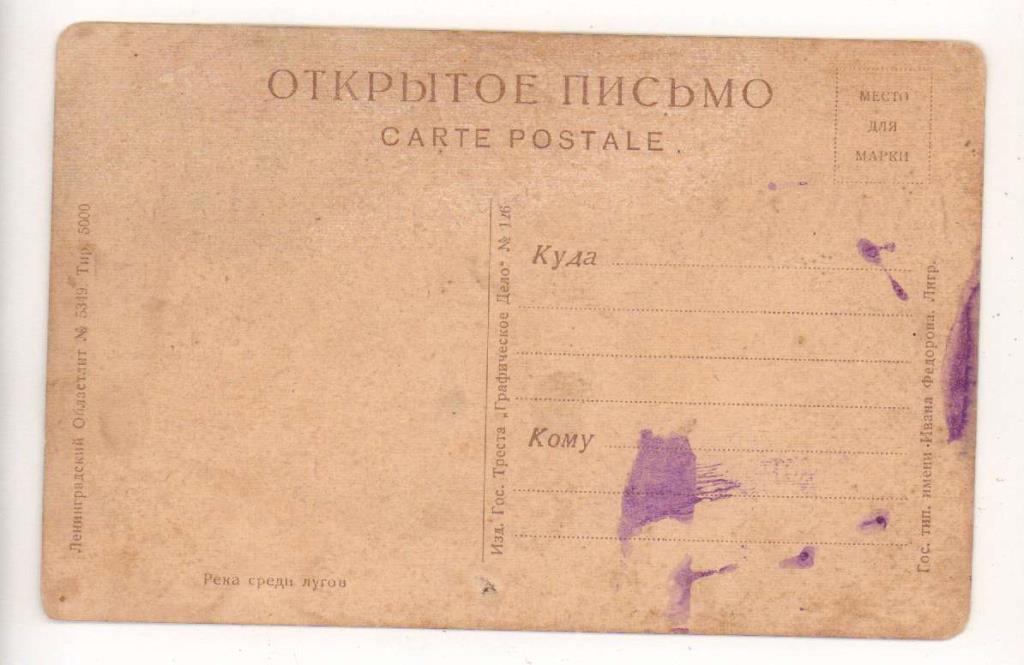 ОТКРЫТОЕ ПИСЬМО
CARTE POSTALE.
МЕСТО
ДЛЯ
МАРКИ
Ленинградский Областлит № 5349. Тир. 5000
Изд. Гос. Треста „Графическое Дело“ № 126
Куда
Кому
Гос. тип. имени Ивана Федорова, Лнгр.
Река среди лугов